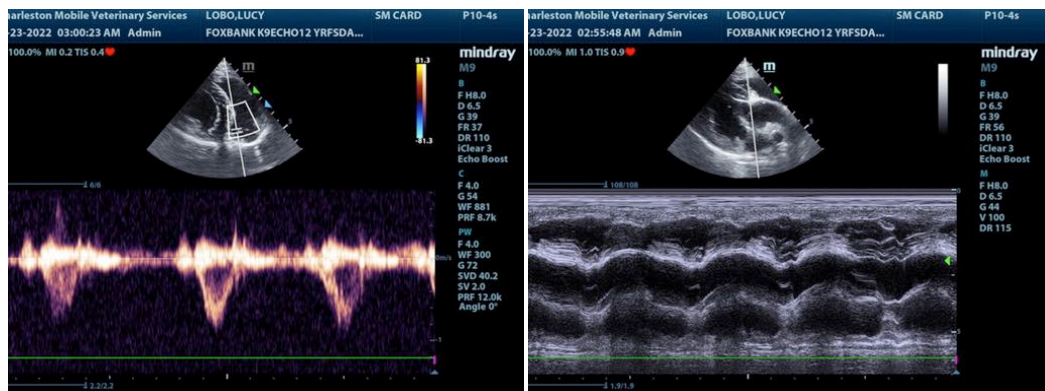 harleston Mobile Veterinary Services LOBO,LUCY SM CARD P10-4s
-23-2022 03:00:23 AM Admin FOXBANK K9ECHO12 YRFSDA...
100.0% MI 0.2 TIS 0.4
m
81.3
-81.3
5
mindray
M9
B
F H8.0
D 6.5
G 39
FR 37
DR 110
iClear 3
Echo Boost
C
F 4.0
G 54
WF 881
PRF 8.7k
PW
F 4.0
WF 300
G 72
SVD 40.2
SV 2.0
PRF 12.0k
Angle 0°
6/6
0m/s
-1
2.2/2.2
harleston Mobile Veterinary Services LOBO,LUCY SM CARD P10-4s
-23-2022 02:55:48 AM Admin FOXBANK K9ECHO12 YRFSDA...
100.0% MI 1.0 TIS 0.9
m
5
mindray
M9
B
F H8.0
D 6.5
G 39
FR 56
DR 110
iClear 3
Echo Boost
M
F H8.0
D 6.5
G 44
V 100
DR 115
108/108
0
5
1.9/1.9